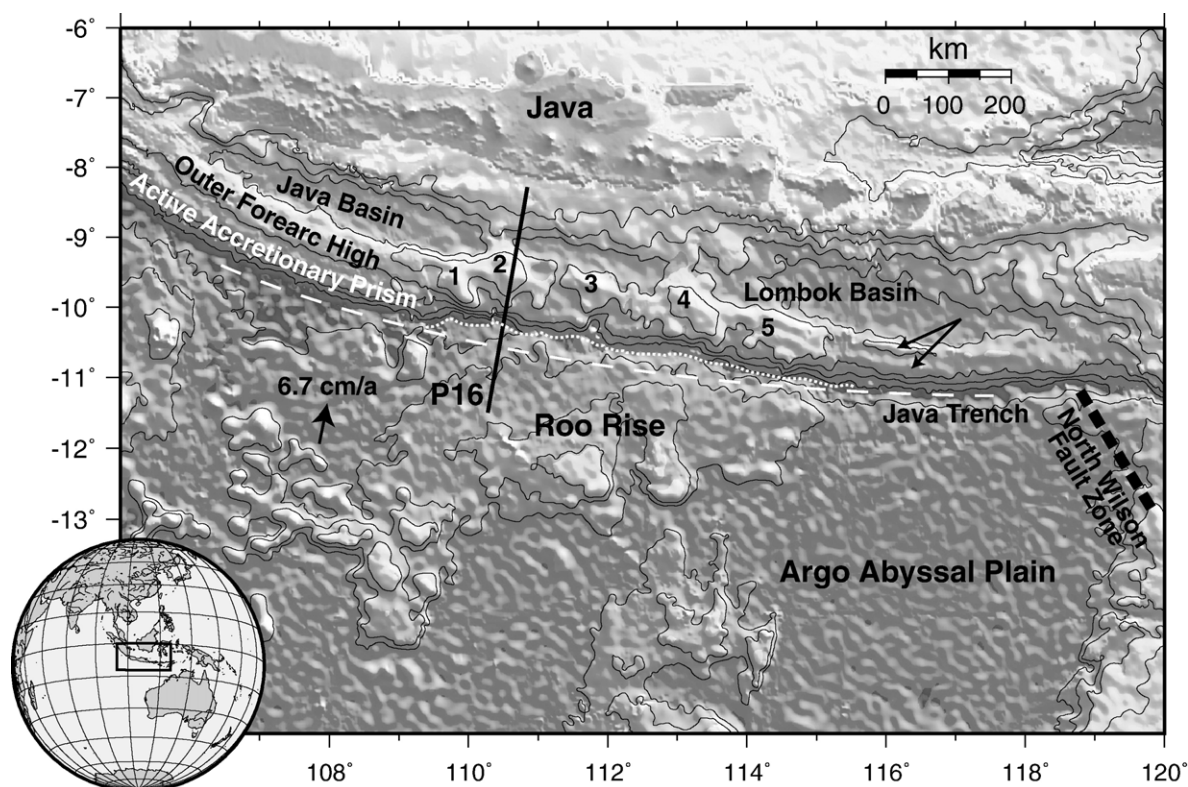 -6°
-7°
-8°
-9°
-10°
-11°
-12°
-13°
km
0 100 200
Java
Java Basin
Outer Forearc High
Active Accretionary Prism
1
2
3
4
5
Lombok Basin
6.7 cm/a
P16
Roo Rise
Java Trench
North Wilson
Fault Zone
Argo Abyssal Plain
108° 110° 112° 114° 116° 118° 120°